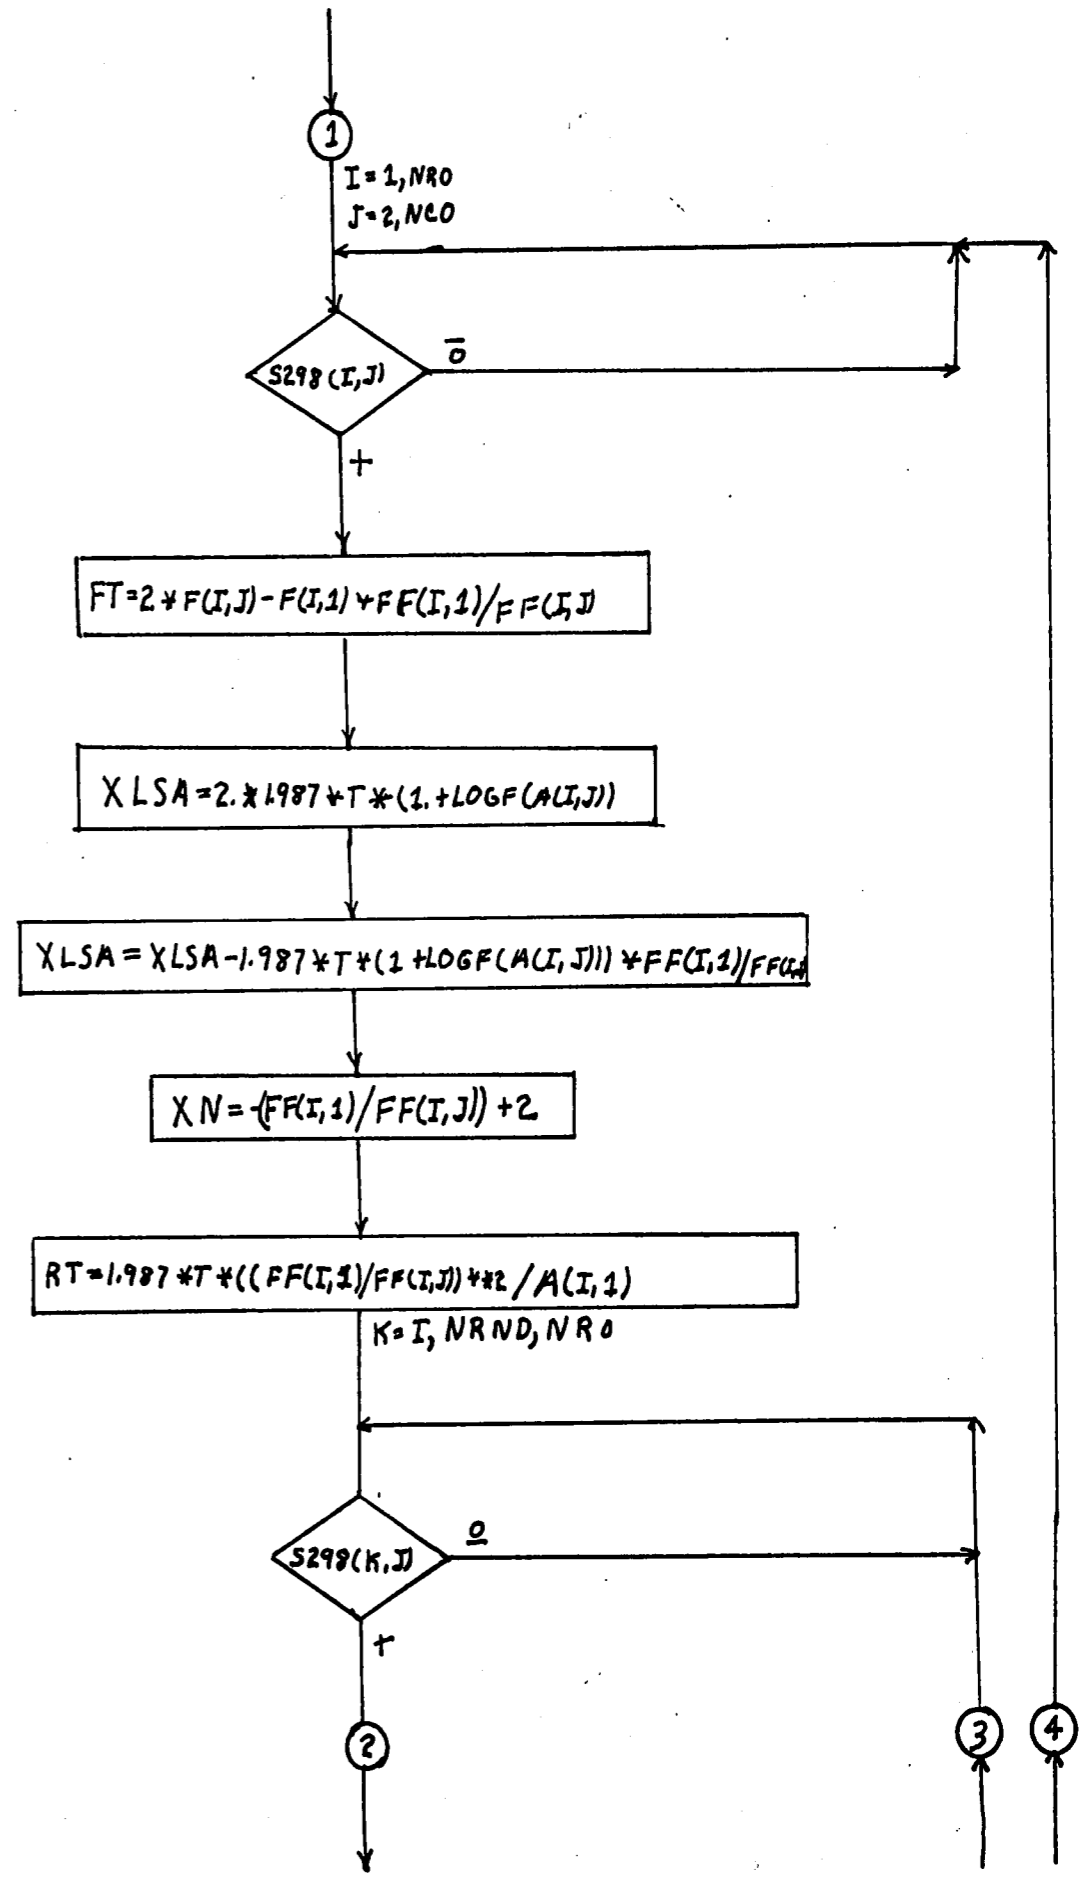 1
I=1,NRO
J=2,NCO
S298(I,J)
‾0
+
FT=2*F(I,J)-F(I,1)*FF(I,1)/FF(I,J)
XLSA=2.*1.987*T*(1.+LOGF(A(I,J))
XLSA=XLSA-1.987*T*(1+LOGF(A(I,J)))*FF(I,1)/FF(I,J)
XN=-(FF(I,1)/FF(I,J))+2
RT=1.987*T*((FF(I,1)/FF(I,J))**2/A(I,1)
K=I,NRND,NRO
S298(K,J)
0
+
2
3
4